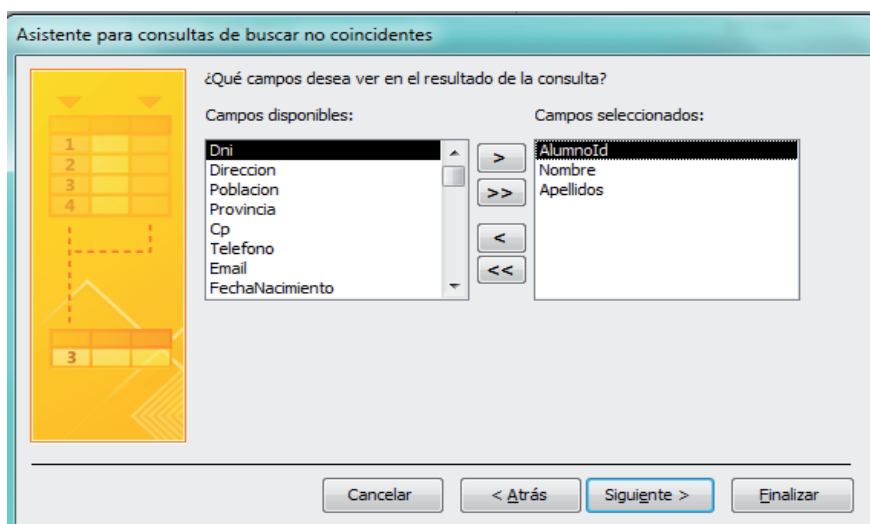 Asistente para consultas de buscar no coincidentes
¿Qué campos desea ver en el resultado de la consulta?
Campos disponibles:
Campos seleccionados:
Dni
Direccion
Poblacion
Provincia
Cp
Telefono
Email
FechaNacimiento
>
>>
<
<<
AlumnoId
Nombre
Apellidos
1
2
3
4
3
Cancelar
< Atrás
Siguiente >
Finalizar